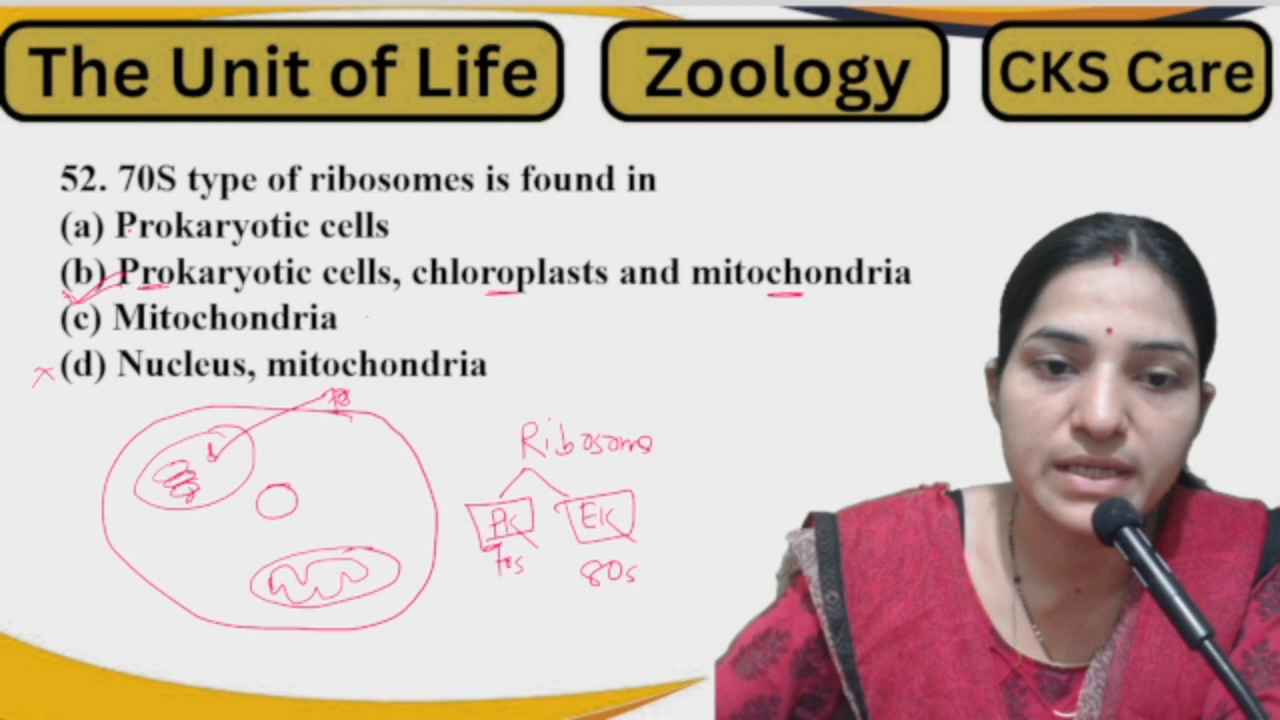 The Unit of Life
Zoology
CKS Care
52. 70S type of ribosomes is found in
(a) Prokaryotic cells
(b) Prokaryotic cells, chloroplasts and mitochondria
(c) Mitochondria
(d) Nucleus, mitochondria
Ribosome
PK EK
70s 80s